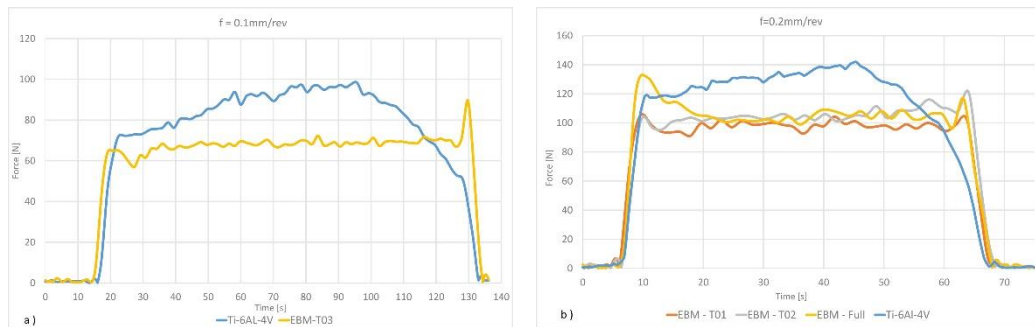 f = 0.1mm/rev
120
100
80
60
40
20
0
Force [N]
0 10 20 30 40 50 60 70 80 90 100 110 120 130 140
Time [s]
a )
Ti-6AL-4V EBM-T03
f=0.2mm/rev
160
140
120
100
80
60
40
20
0
Force [N]
0 10 20 30 40 50 60 70
Time [s]
b )
EBM - T01 EBM - T02 EBM - Full Ti-6Al-4V